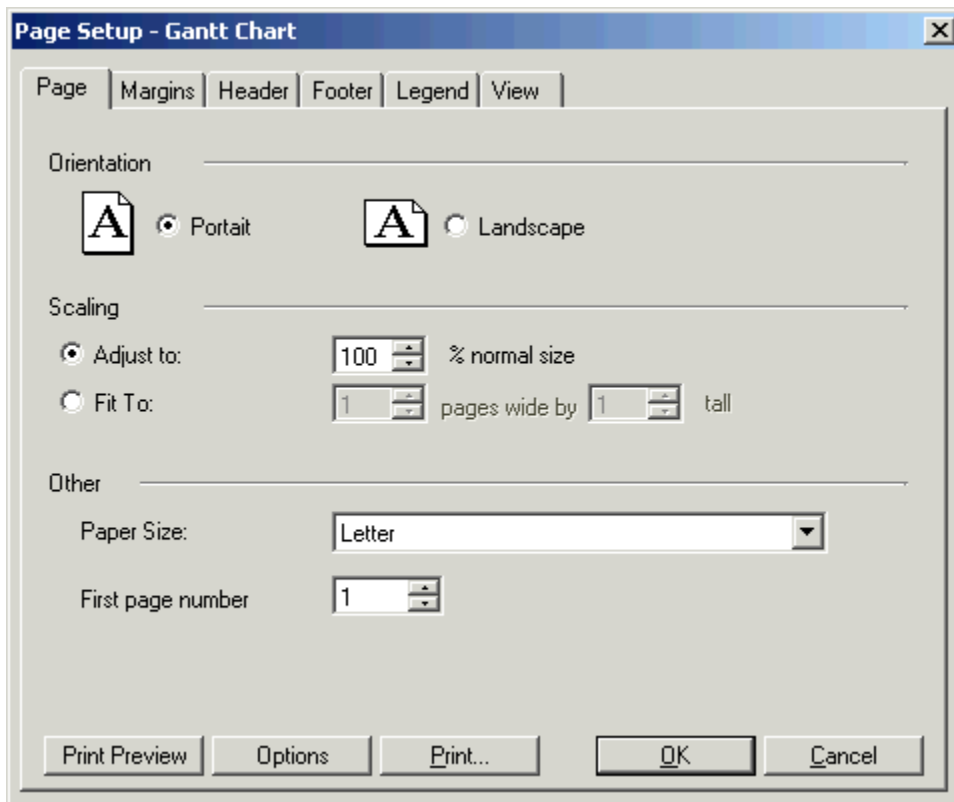 Page Setup - Gantt Chart
Page Margins Header Footer Legend View
Orientation
A Portait A Landscape
Scaling
Adjust to: 100 % normal size
Fit To: 1 pages wide by 1 tall
Other
Paper Size: Letter
First page number 1
Print Preview Options Print... OK Cancel